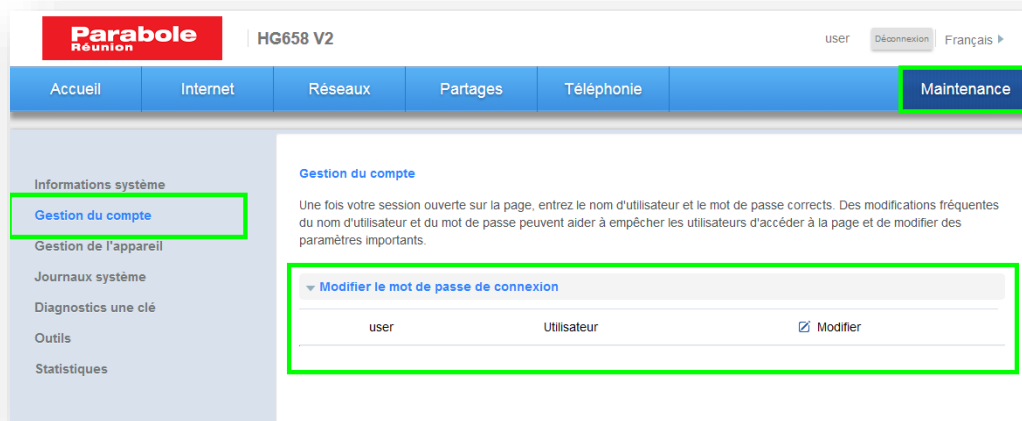 Parabole
Réunion
HG658 V2
user
Déconnexion
Français
Accueil
Internet
Réseaux
Partages
Téléphonie
Maintenance
Informations système
Gestion du compte
Gestion de l'appareil
Journaux système
Diagnostics une clé
Outils
Statistiques
Gestion du compte
Une fois votre session ouverte sur la page, entrez le nom d'utilisateur et le mot de passe corrects. Des modifications fréquentes
du nom d'utilisateur et du mot de passe peuvent aider à empêcher les utilisateurs d'accéder à la page et de modifier des
paramètres importants.
Modifier le mot de passe de connexion
user
Utilisateur
Modifier